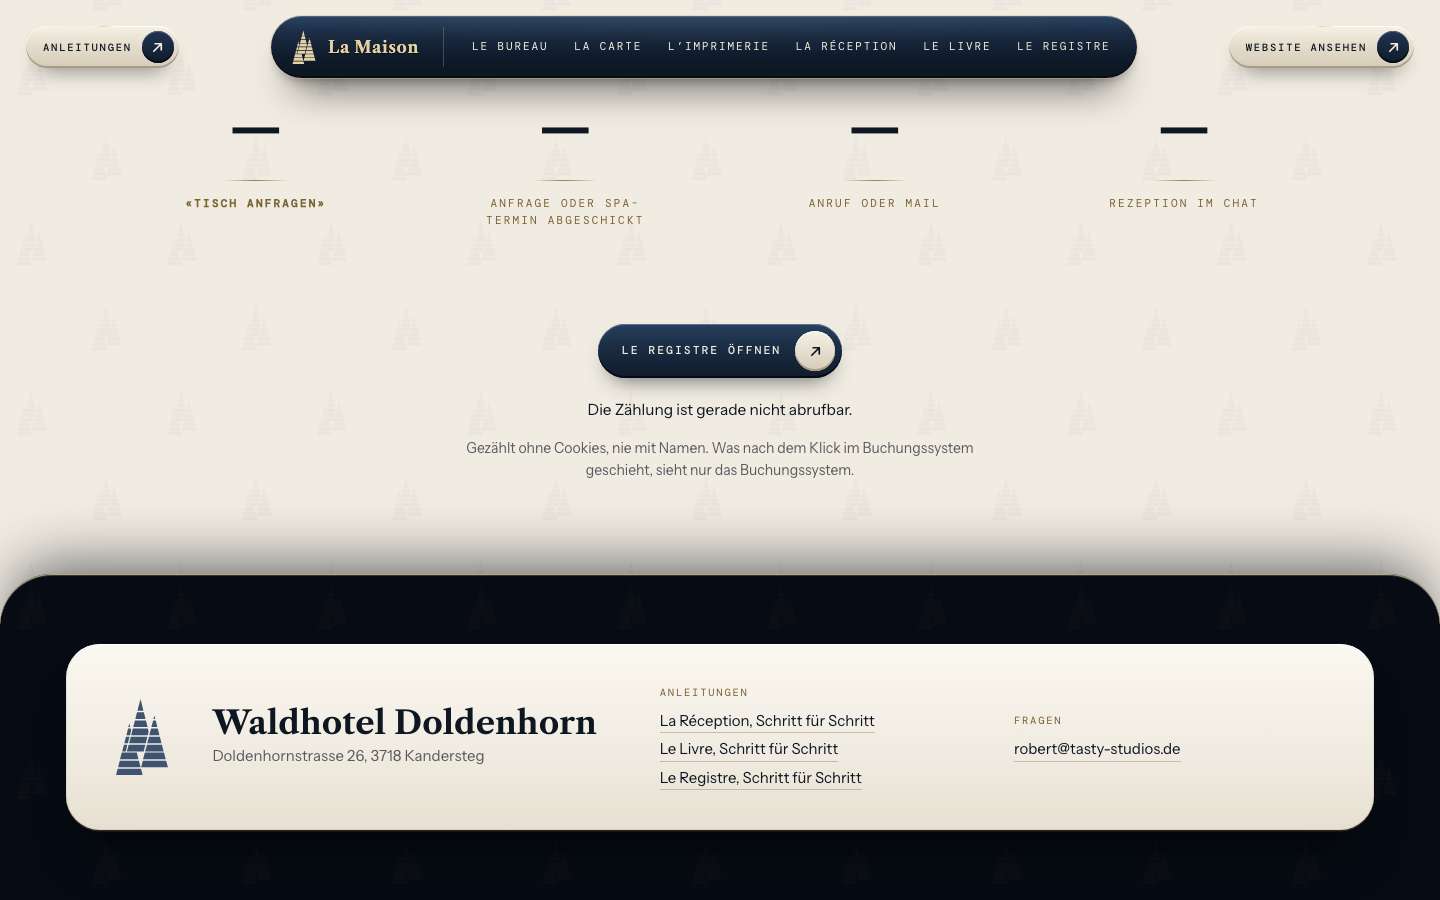 ANLEITUNGEN
La Maison
LE BUREAU
LA CARTE
L'IMPRIMERIE
LA RÉCEPTION
LE LIVRE
LE REGISTRE
WEBSITE ANSEHEN
—
—
—
—
«TISCH ANFRAGEN»
ANFRAGE ODER SPA-
TERMIN ABGESCHICKT
ANRUF ODER MAIL
REZEPTION IM CHAT
LE REGISTRE ÖFFNEN
Die Zählung ist gerade nicht abrufbar.
Gezählt ohne Cookies, nie mit Namen. Was nach dem Klick im Buchungssystem
geschieht, sieht nur das Buchungssystem.
Waldhotel Doldenhorn
Doldenhornstrasse 26, 3718 Kandersteg
ANLEITUNGEN
La Réception, Schritt für Schritt
Le Livre, Schritt für Schritt
Le Registre, Schritt für Schritt
FRAGEN
robert@tasty-studios.de